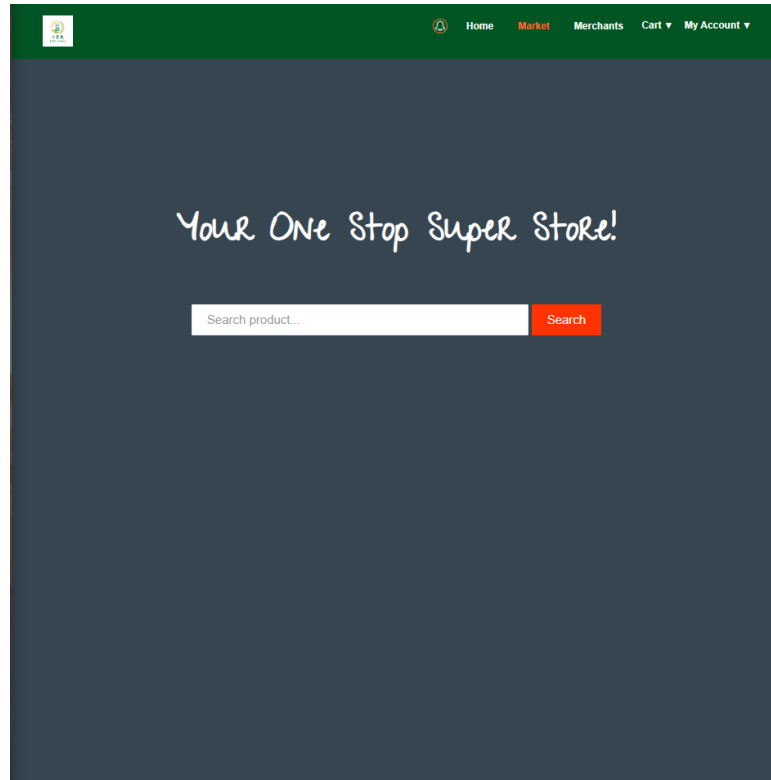 Home Market Merchants Cart ▼ My Account ▼
Your One Stop Super Store!
Search product... Search